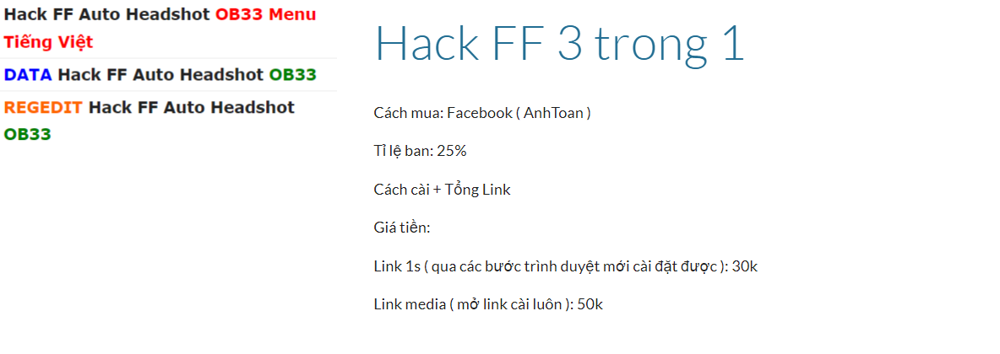 Hack FF Auto Headshot OB33 Menu
Tiếng Việt
DATA Hack FF Auto Headshot OB33
REGEDIT Hack FF Auto Headshot
OB33
Hack FF 3 trong 1
Cách mua: Facebook ( AnhToan )
Tỉ lệ ban: 25%
Cách cài + Tổng Link
Giá tiền:
Link 1s ( qua các bước trình duyệt mới cài đặt được ): 30k
Link media ( mở link cài luôn ): 50k